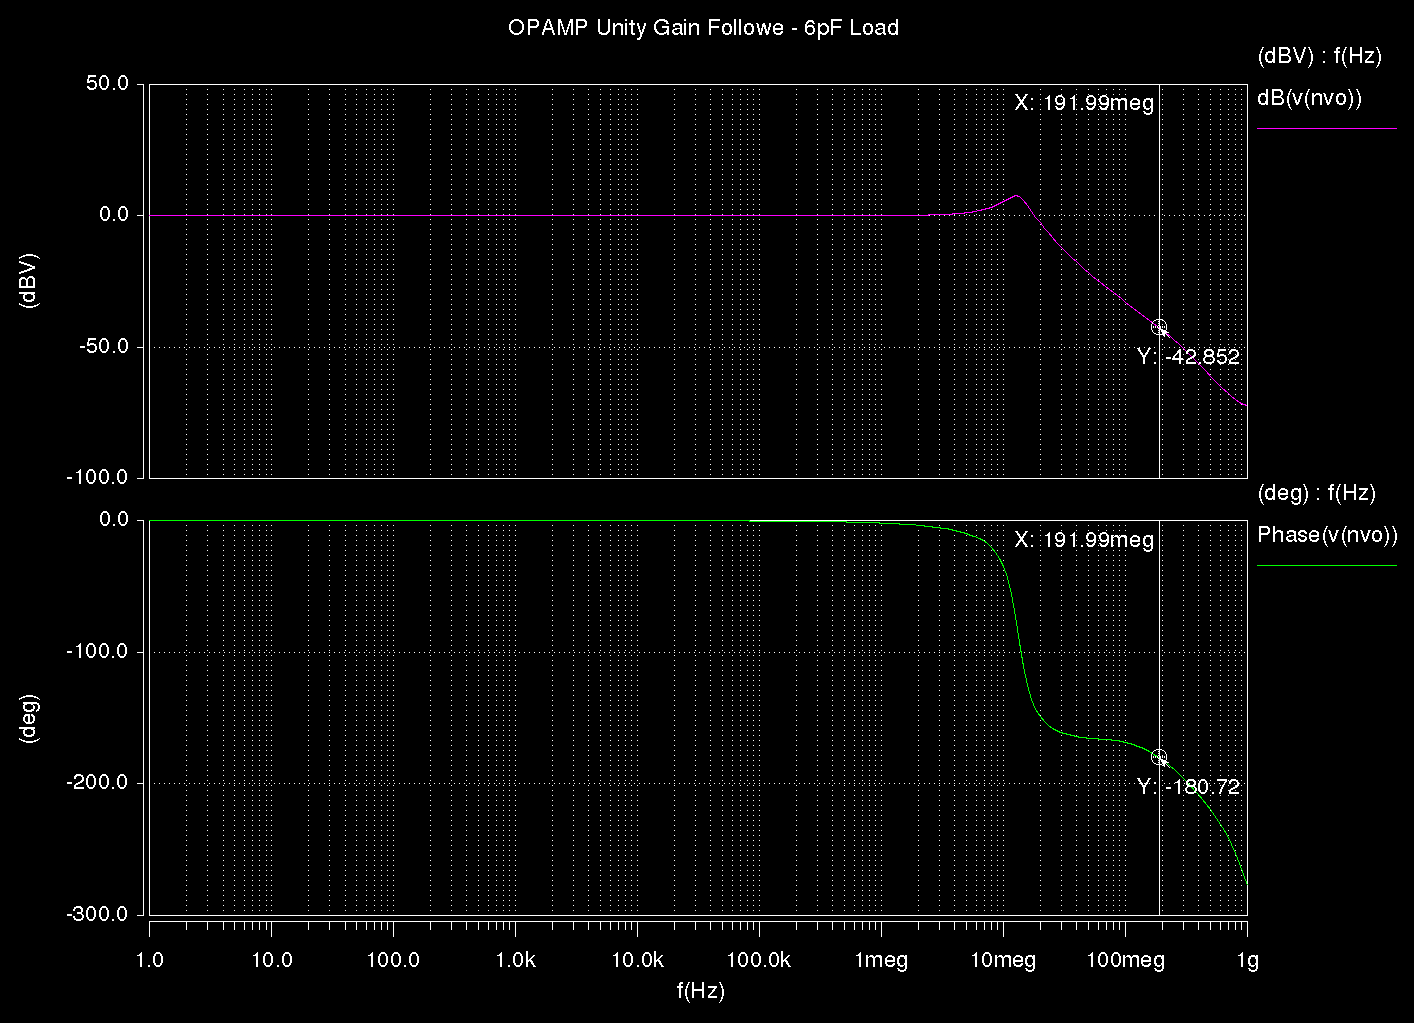 OPAMP Unity Gain Followe - 6pF Load
(dBV) : f(Hz)
dB(v(nvo))
50.0
0.0
-50.0
-100.0
(dBV)
X: 191.99meg
Y: -42.852
(deg) : f(Hz)
Phase(v(nvo))
0.0
-100.0
-200.0
-300.0
(deg)
X: 191.99meg
Y: -180.72
1.0 10.0 100.0 1.0k 10.0k 100.0k 1meg 10meg 100meg 1g
f(Hz)